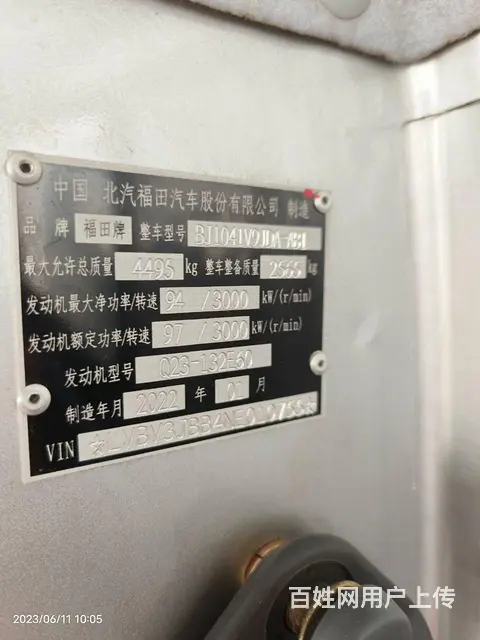 中国 北汽福田汽车股份有限公司 制造
品 牌 福田牌 整车型号
最大允许总质量 4495 kg 整车整备质量 kg
发动机最大净功率/转速 94 /3000 kW/(r/min)
发动机额定功率/转速 97 /3000 kW/(r/min)
发动机型号 Q23-132E60
制造年月 2022 年 01 月
VIN
2023/06/11 10:05
百姓网用户上传